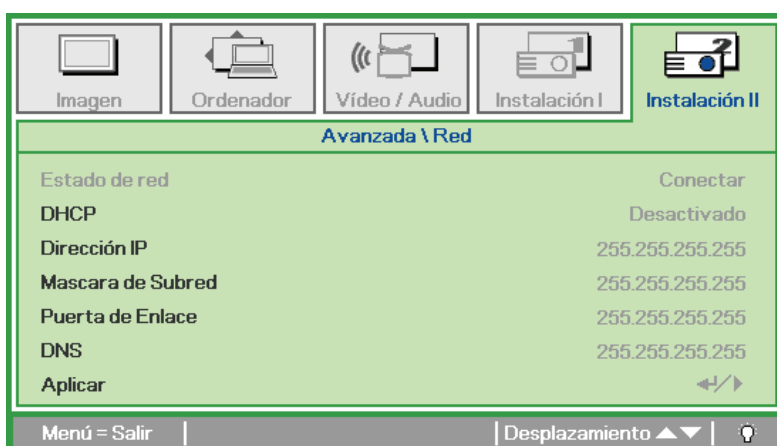 Imagen
Ordenador
Vídeo / Audio
Instalación I
Instalación II
Avanzada \ Red
Estado de red Conectar
DHCP Desactivado
Dirección IP 255.255.255.255
Mascara de Subred 255.255.255.255
Puerta de Enlace 255.255.255.255
DNS 255.255.255.255
Aplicar
Menú = Salir Desplazamiento